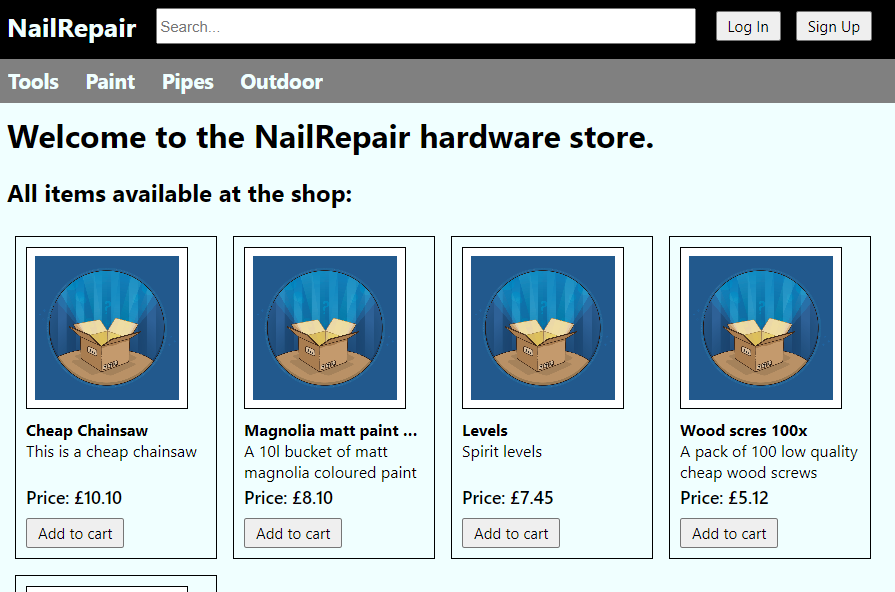 NailRepair Search... Log In Sign Up
Tools Paint Pipes Outdoor
Welcome to the NailRepair hardware store.
All items available at the shop:
Cheap Chainsaw
This is a cheap chainsaw
Price: £10.10
Add to cart
Magnolia matt paint ...
A 10l bucket of matt
magnolia coloured paint
Price: £8.10
Add to cart
Levels
Spirit levels
Price: £7.45
Add to cart
Wood scres 100x
A pack of 100 low quality
cheap wood screws
Price: £5.12
Add to cart